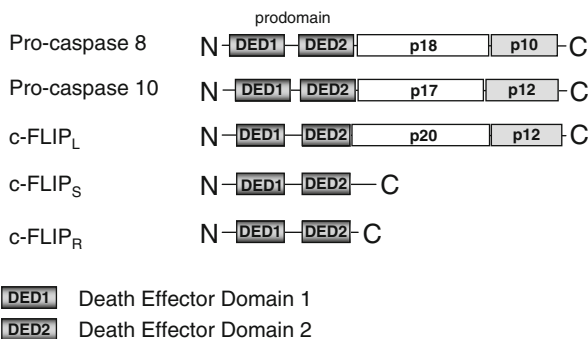 prodomain
Pro-caspase 8 N DED1 DED2 p18 p10 C
Pro-caspase 10 N DED1 DED2 p17 p12 C
c-FLIPL N DED1 DED2 p20 p12 C
c-FLIPS N DED1 DED2 C
c-FLIPR N DED1 DED2 C
DED1 Death Effector Domain 1
DED2 Death Effector Domain 2